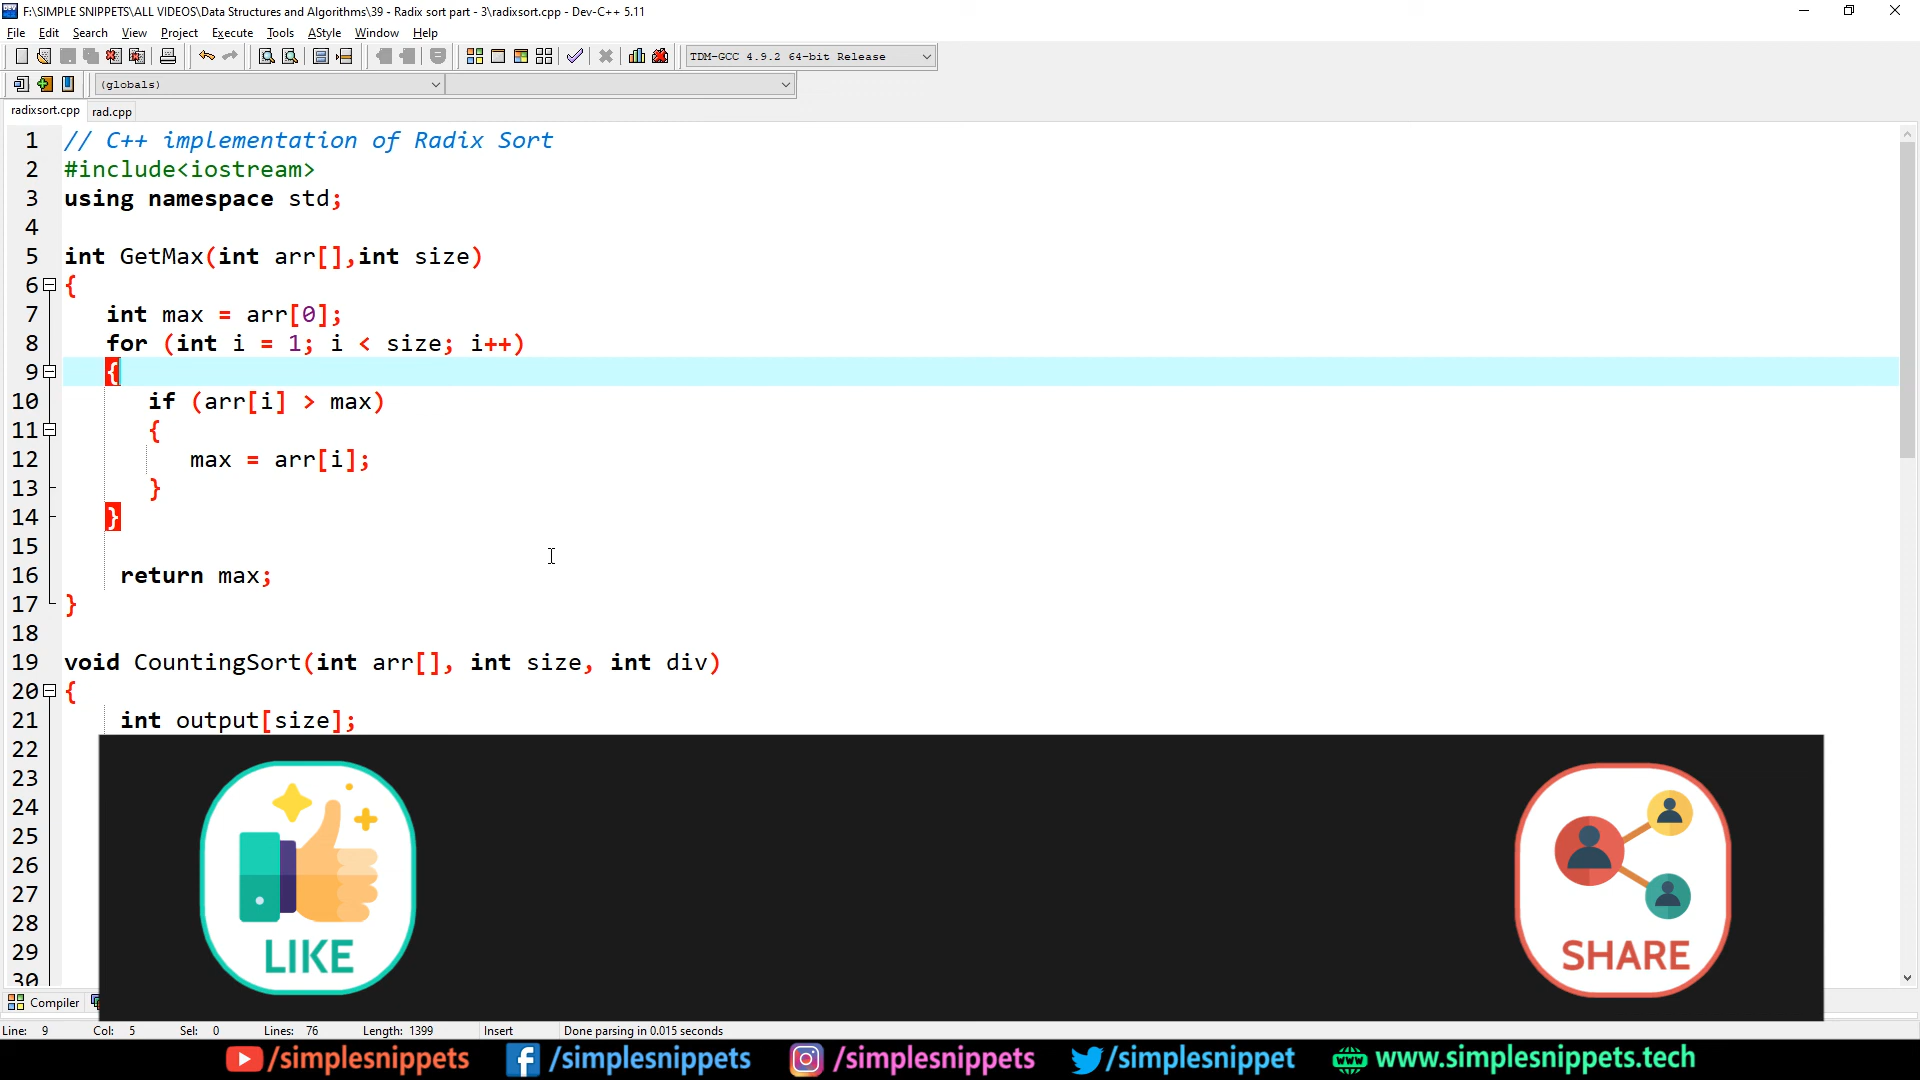 F:\SIMPLE SNIPPETS\ALL VIDEOS\Data Structures and Algorithms\39 - Radix sort part - 3\radixsort.cpp - Dev-C++ 5.11
File Edit Search View Project Execute Tools AStyle Window Help
TDM-GCC 4.9.2 64-bit Release
(globals)
radixsort.cpp rad.cpp
1 // C++ implementation of Radix Sort
2 #include<iostream>
3 using namespace std;
4
5 int GetMax(int arr[],int size)
6 {
7 int max = arr[0];
8 for (int i = 1; i < size; i++)
9 {
10 if (arr[i] > max)
11 {
12 max = arr[i];
13 }
14 }
15
16 return max;
17 }
18
19 void CountingSort(int arr[], int size, int div)
20 {
21 int output[size];
22
23
24
25
26
27
28
29
30
LIKE
SHARE
Compiler
Line: 9 Col: 5 Sel: 0 Lines: 76 Length: 1399 Insert Done parsing in 0.015 seconds
/simplesnippets /simplesnippets /simplesnippets /simplesnippet www.simplesnippets.tech